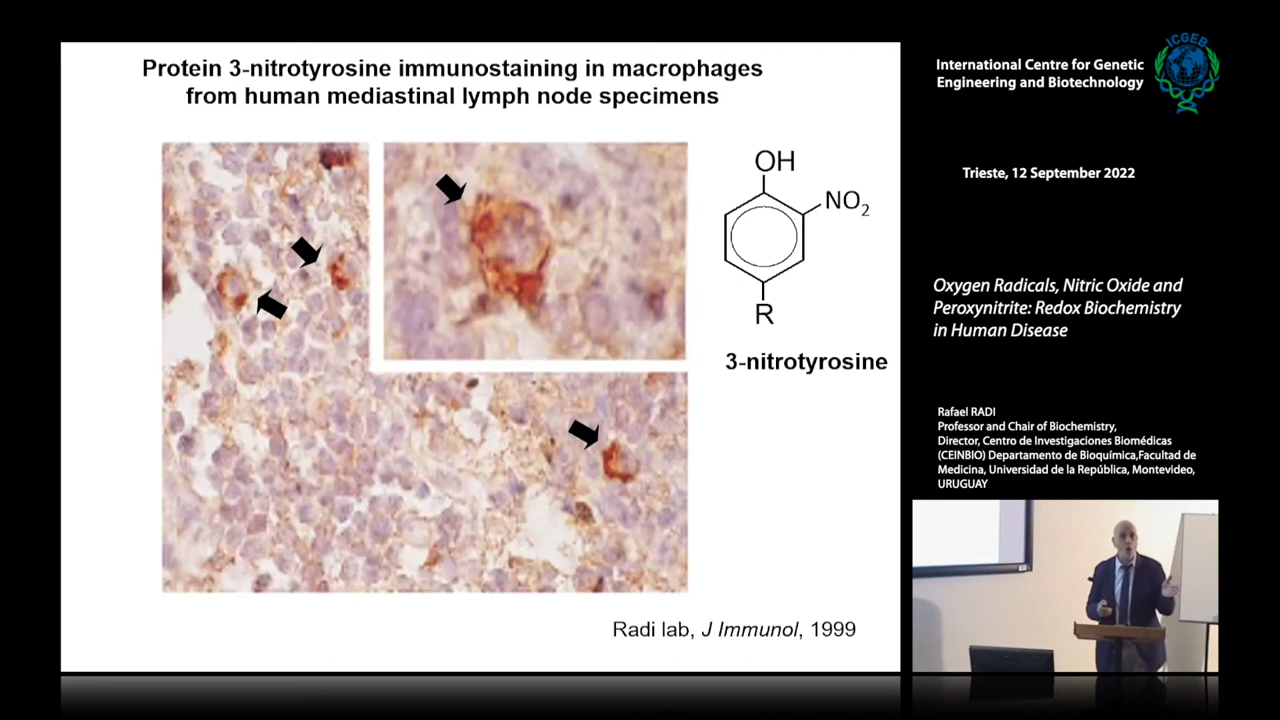 Protein 3-nitrotyrosine immunostaining in macrophages
from human mediastinal lymph node specimens
OH
NO2
R
3-nitrotyrosine
Radi lab, J Immunol, 1999
International Centre for Genetic
Engineering and Biotechnology
ICGEB
Trieste, 12 September 2022
Oxygen Radicals, Nitric Oxide and
Peroxynitrite: Redox Biochemistry
in Human Disease
Rafael RADI
Professor and Chair of Biochemistry,
Director, Centro de Investigaciones Biomédicas
(CEINBIO) Departamento de Bioquímica,Facultad de
Medicina, Universidad de la República, Montevideo,
URUGUAY